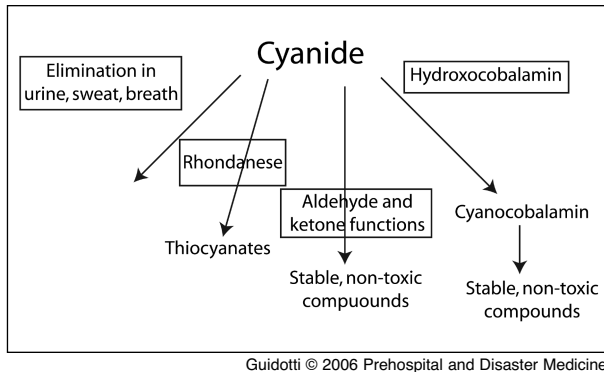 Cyanide
Elimination in
urine, sweat, breath
Hydroxocobalamin
Rhondanese
Aldehyde and
ketone functions
Thiocyanates
Cyanocobalamin
Stable, non-toxic
compuounds
Stable, non-toxic
compounds
Guidotti © 2006 Prehospital and Disaster Medicine